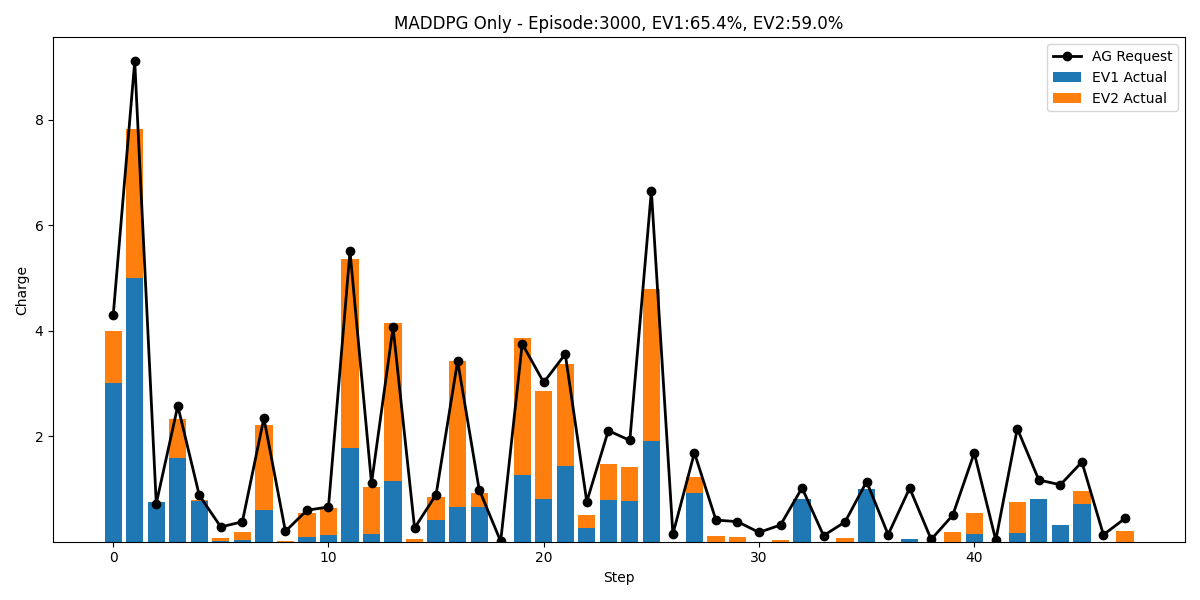 MADDPG Only - Episode:3000, EV1:65.4%, EV2:59.0%
AG Request
EV1 Actual
EV2 Actual
8
6
4
2
Charge
0
10
20
30
40
Step